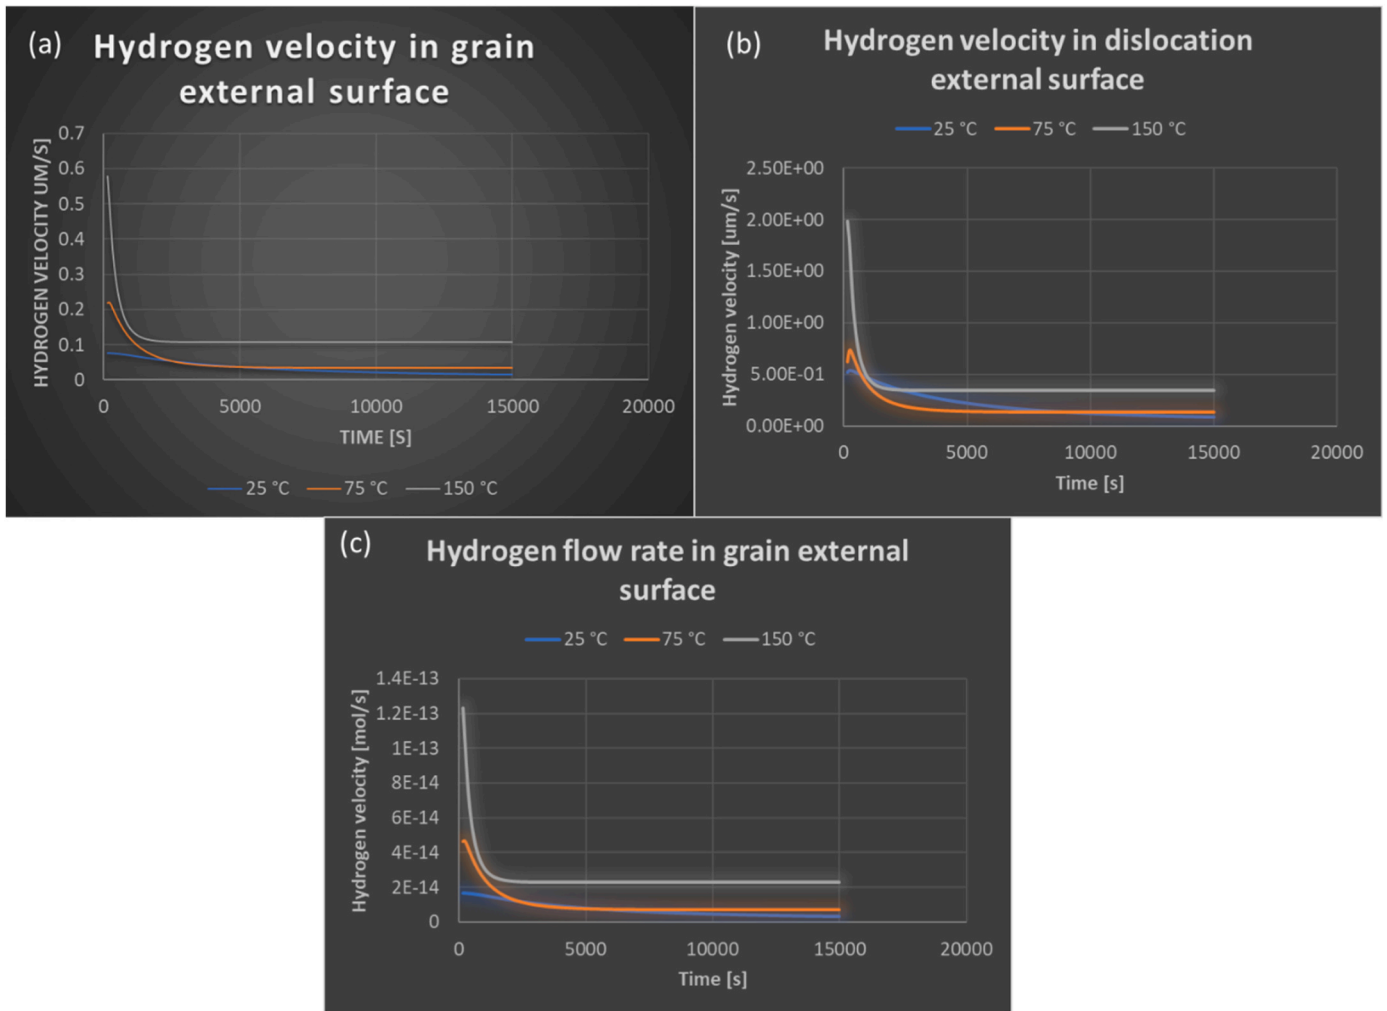 (a)
Hydrogen velocity in grain
external surface
HYDROGEN VELOCITY UM/S]
0.7
0.6
0.5
0.4
0.3
0.2
0.1
0
0 5000 10000 15000 20000
TIME [S]
25 °C 75 °C 150 °C
(b)
Hydrogen velocity in dislocation
external surface
25 °C 75 °C 150 °C
Hydrogen velocity [um/s]
2.50E+00
2.00E+00
1.50E+00
1.00E+00
5.00E-01
0.00E+00
0 5000 10000 15000 20000
Time [s]
(c)
Hydrogen flow rate in grain external
surface
25 °C 75 °C 150 °C
Hydrogen velocity [mol/s]
1.4E-13
1.2E-13
1E-13
8E-14
6E-14
4E-14
2E-14
0
0 5000 10000 15000 20000
Time [s]